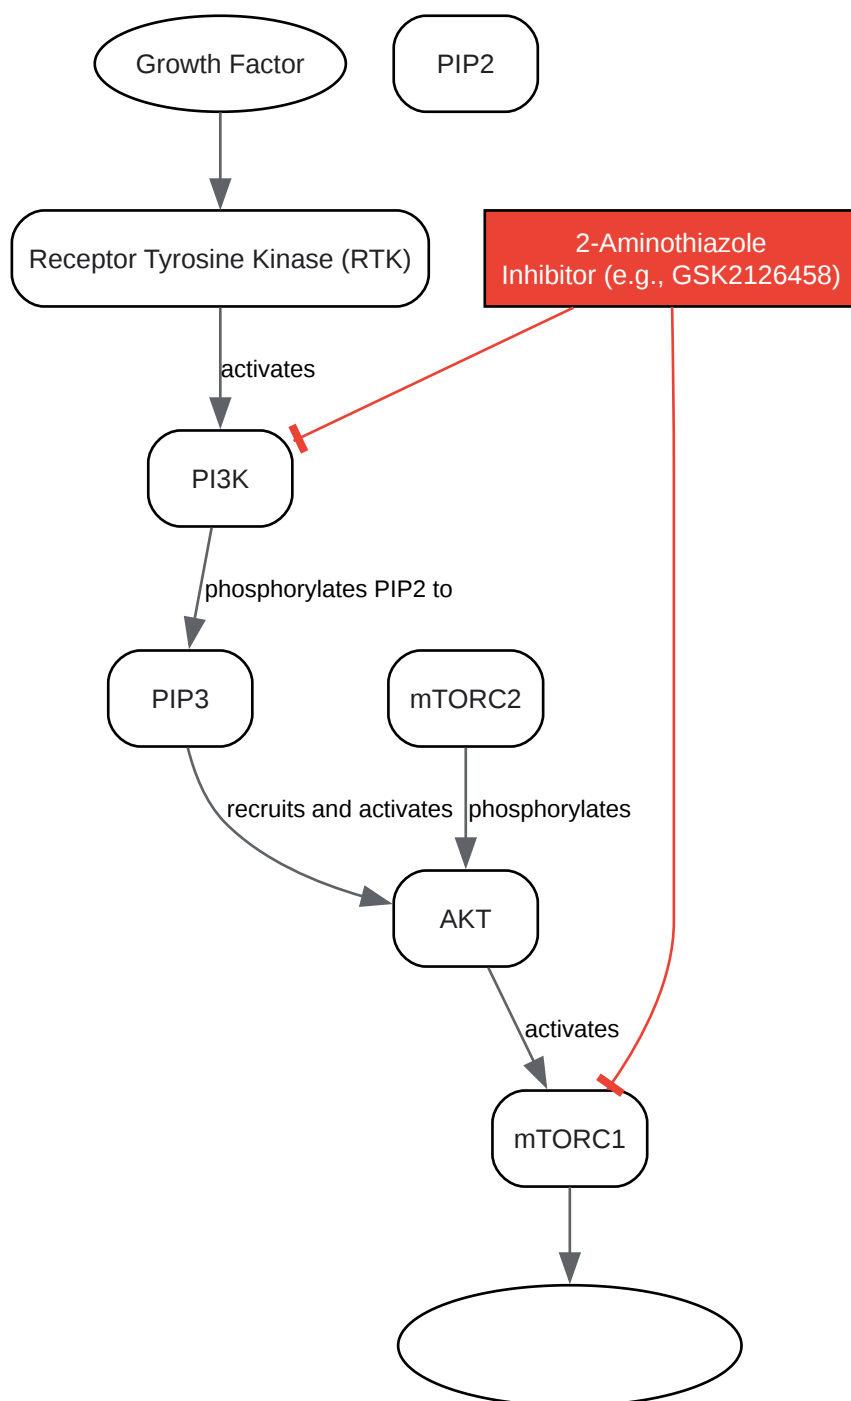 Growth Factor
PIP2
Receptor Tyrosine Kinase (RTK)
2-Aminothiazole
Inhibitor (e.g., GSK2126458)
activates
PI3K
phosphorylates PIP2 to
PIP3
mTORC2
recruits and activates
phosphorylates
AKT
activates
mTORC1